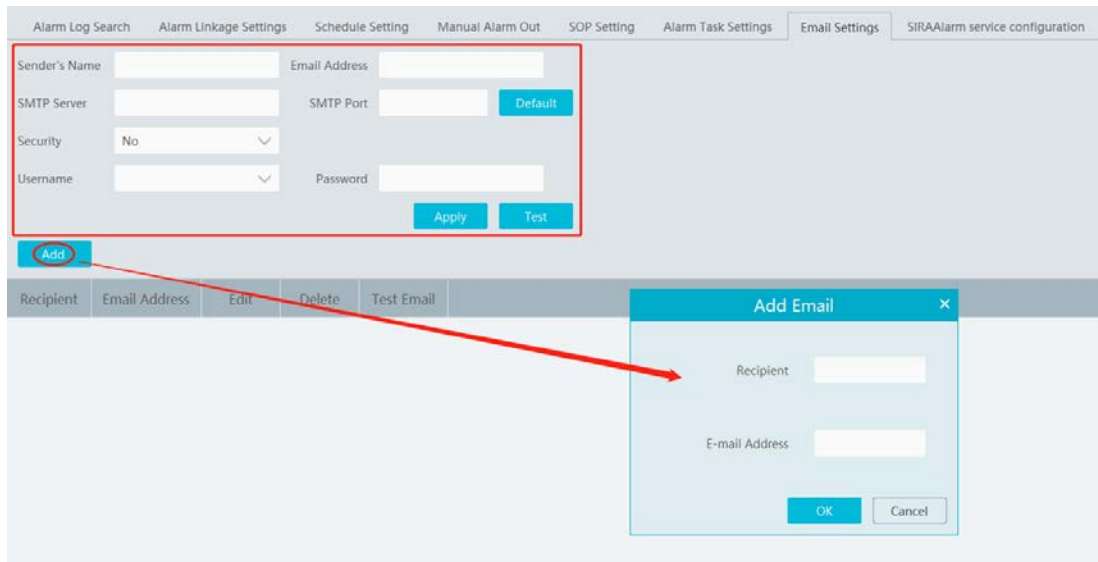 Alarm Log Search Alarm Linkage Settings Schedule Setting Manual Alarm Out SOP Setting Alarm Task Settings Email Settings SIRAAlarm service configuration
Sender's Name Email Address
SMTP Server SMTP Port Default
Security No
Username Password
Apply Test
Add
Recipient Email Address Edit Delete Test Email
Add Email ×
Recipient
E-mail Address
OK Cancel